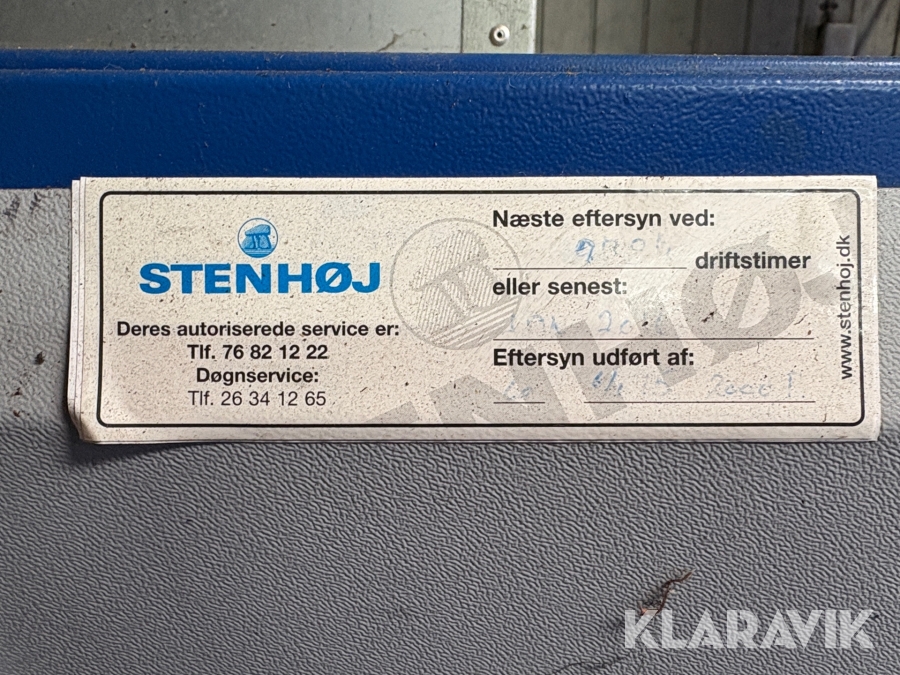 STENHØJ
Deres autoriserede service er:
Tlf. 76 82 12 22
Døgnservice:
Tlf. 26 34 12 65
Næste eftersyn ved:
driftstimer
eller senest:
Eftersyn udført af:
www.stenhoj.dk
STENHØJ
KLARAVIK